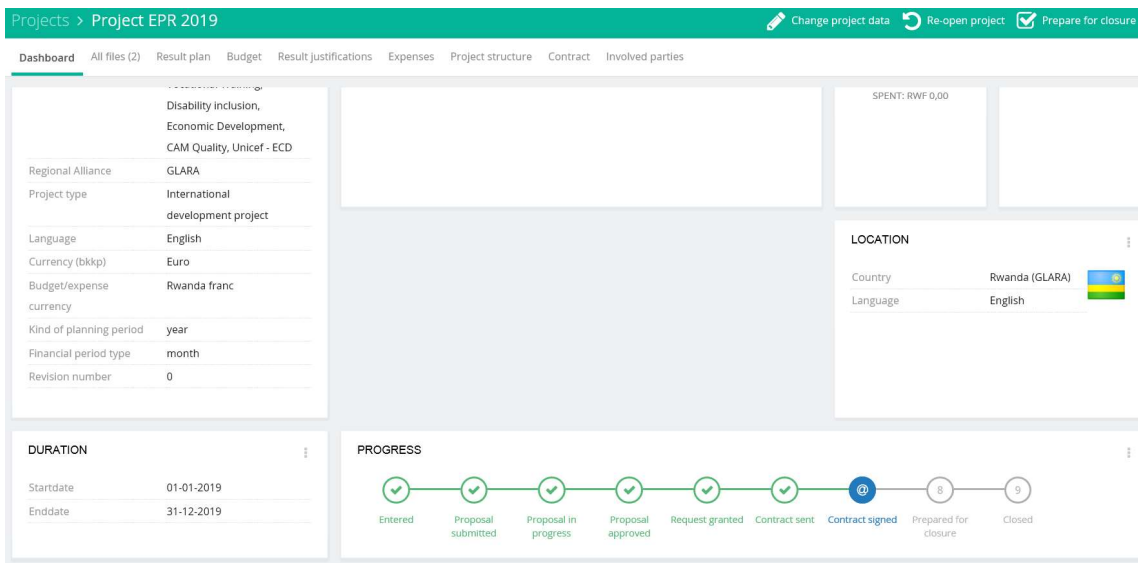 Projects > Project EPR 2019
Change project data
Re-open project
Prepare for closure
Dashboard All files (2) Result plan Budget Result justifications Expenses Project structure Contract Involved parties
Disability inclusion,
Economic Development,
CAM Quality, Unicef - ECD
Regional Alliance GLARA
Project type International
development project
Language English
Currency (bkkp) Euro
Budget/expense Rwanda franc
currency
Kind of planning period year
Financial period type month
Revision number 0
SPENT: RWF 0,00
LOCATION
Country Rwanda (GLARA)
Language English
DURATION
Startdate 01-01-2019
Enddate 31-12-2019
PROGRESS
@ 8 9
Entered Proposal Proposal in Proposal Request granted Contract sent Contract signed Prepared for Closed
submitted progress approved closure